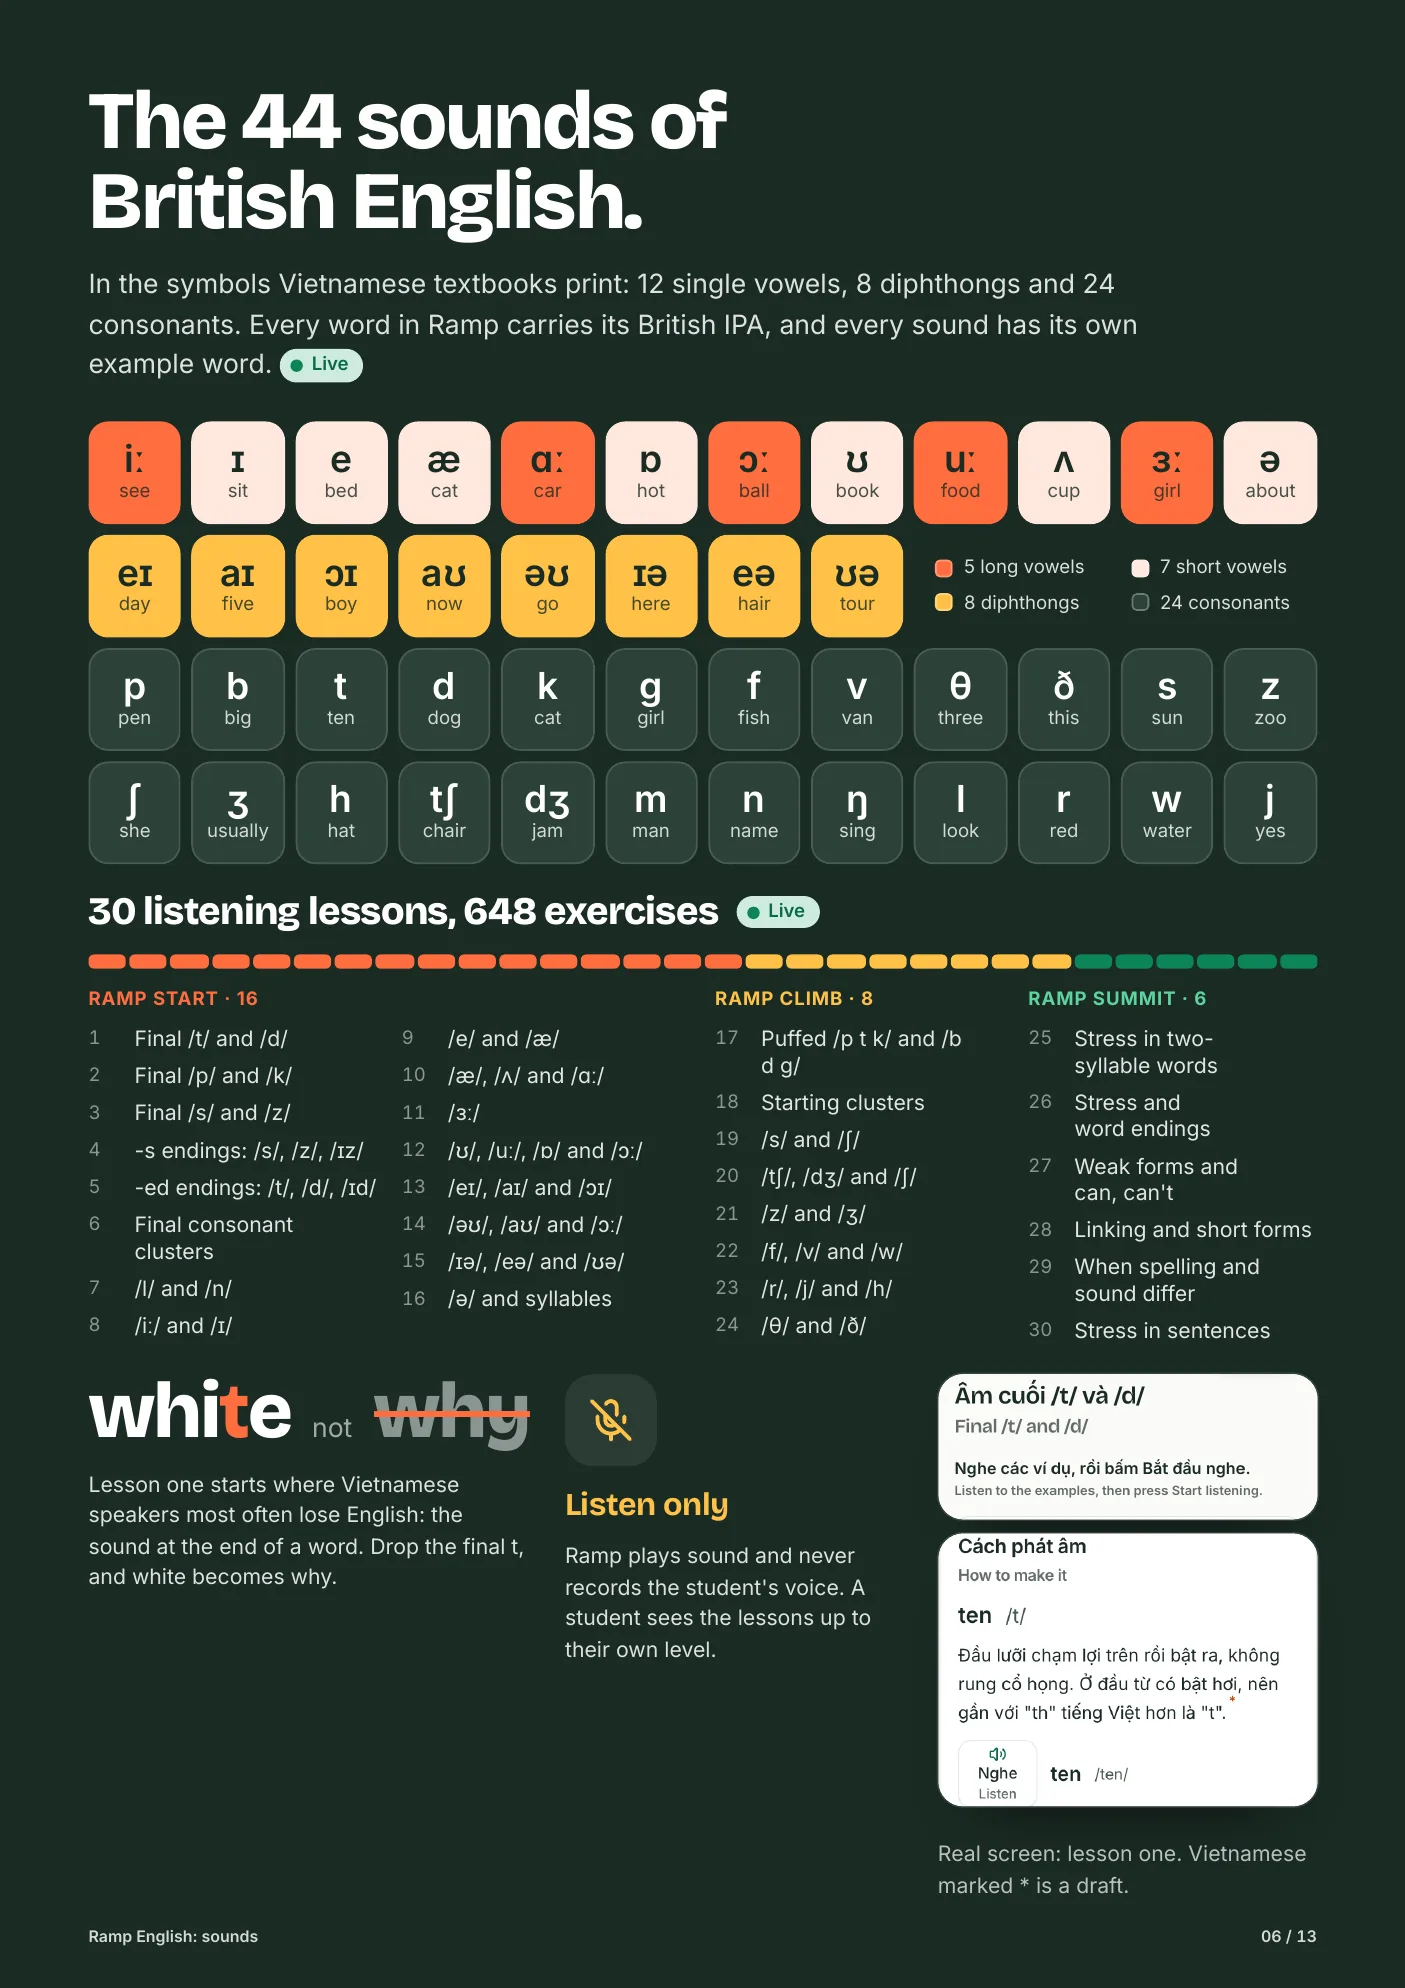 The 44 sounds of
British English.
In the symbols Vietnamese textbooks print: 12 single vowels, 8 diphthongs and 24
consonants. Every word in Ramp carries its British IPA, and every sound has its own
example word. Live
iː ɪ e æ ɑː ɒ ɔː ʊ uː ʌ ɜː ə
see sit bed cat car hot ball book food cup girl about
eɪ aɪ ɔɪ aʊ əʊ ɪə eə ʊə
day five boy now go here hair tour
5 long vowels 7 short vowels
8 diphthongs 24 consonants
p b t d k g f v θ ð s z
pen big ten dog cat girl fish van three this sun zoo
ʃ ʒ h tʃ dʒ m n ŋ l r w j
she usually hat chair jam man name sing look red water yes
30 listening lessons, 648 exercises Live
RAMP START · 16
1 Final /t/ and /d/
2 Final /p/ and /k/
3 Final /s/ and /z/
4 -s endings: /s/, /z/, /ɪz/
5 -ed endings: /t/, /d/, /ɪd/
6 Final consonant
clusters
7 /l/ and /n/
8 /iː/ and /ɪ/
9 /e/ and /æ/
10 /æ/, /ʌ/ and /ɑː/
11 /ɜː/
12 /ʊ/, /uː/, /ɒ/ and /ɔː/
13 /eɪ/, /aɪ/ and /ɔɪ/
14 /əʊ/, /aʊ/ and /ɔː/
15 /ɪə/, /eə/ and /ʊə/
16 /ə/ and syllables
RAMP CLIMB · 8
17 Puffed /p t k/ and /b
d g/
18 Starting clusters
19 /s/ and /ʃ/
20 /tʃ/, /dʒ/ and /ʃ/
21 /z/ and /ʒ/
22 /f/, /v/ and /w/
23 /r/, /j/ and /h/
24 /θ/ and /ð/
RAMP SUMMIT · 6
25 Stress in two-
syllable words
26 Stress and
word endings
27 Weak forms and
can, can't
28 Linking and short forms
29 When spelling and
sound differ
30 Stress in sentences
white not why
Lesson one starts where Vietnamese
speakers most often lose English: the
sound at the end of a word. Drop the final t,
and white becomes why.
Listen only
Ramp plays sound and never
records the student's voice. A
student sees the lessons up to
their own level.
Âm cuối /t/ và /d/
Final /t/ and /d/
Nghe các ví dụ, rồi bấm Bắt đầu nghe.
Listen to the examples, then press Start listening.
Cách phát âm
How to make it
ten /t/
Đầu lưỡi chạm lợi trên rồi bật ra, không
rung cổ họng. Ở đầu từ có bật hơi, nên
gần với "th" tiếng Việt hơn là "t". *
Nghe
Listen
ten /ten/
Real screen: lesson one. Vietnamese
marked * is a draft.
Ramp English: sounds 06 / 13